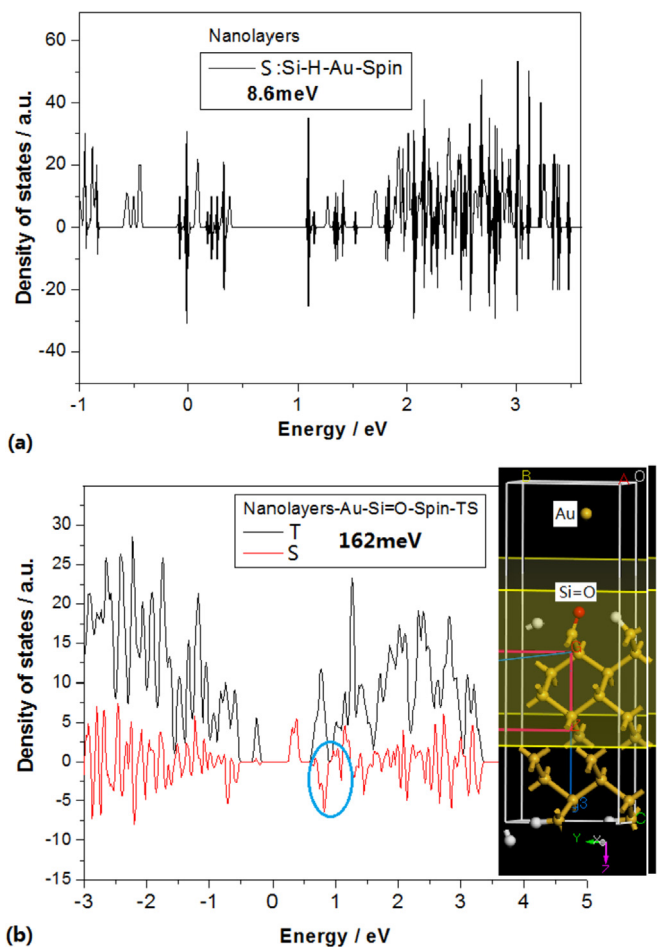 Nanolayers
S :Si-H-Au-Spin
8.6meV
Density of states / a.u.
60
40
20
0
-20
-40
-1
0
1
2
3
Energy / eV
(a)
Nanolayers-Au-Si=O-Spin-TS
T
S
162meV
Density of states / a.u.
35
30
25
20
15
10
5
0
-5
-10
-15
-3
-2
-1
0
1
2
3
4
5
Energy / eV
(b)
B
A
O
Au
Si=O
C
Y
X
Z